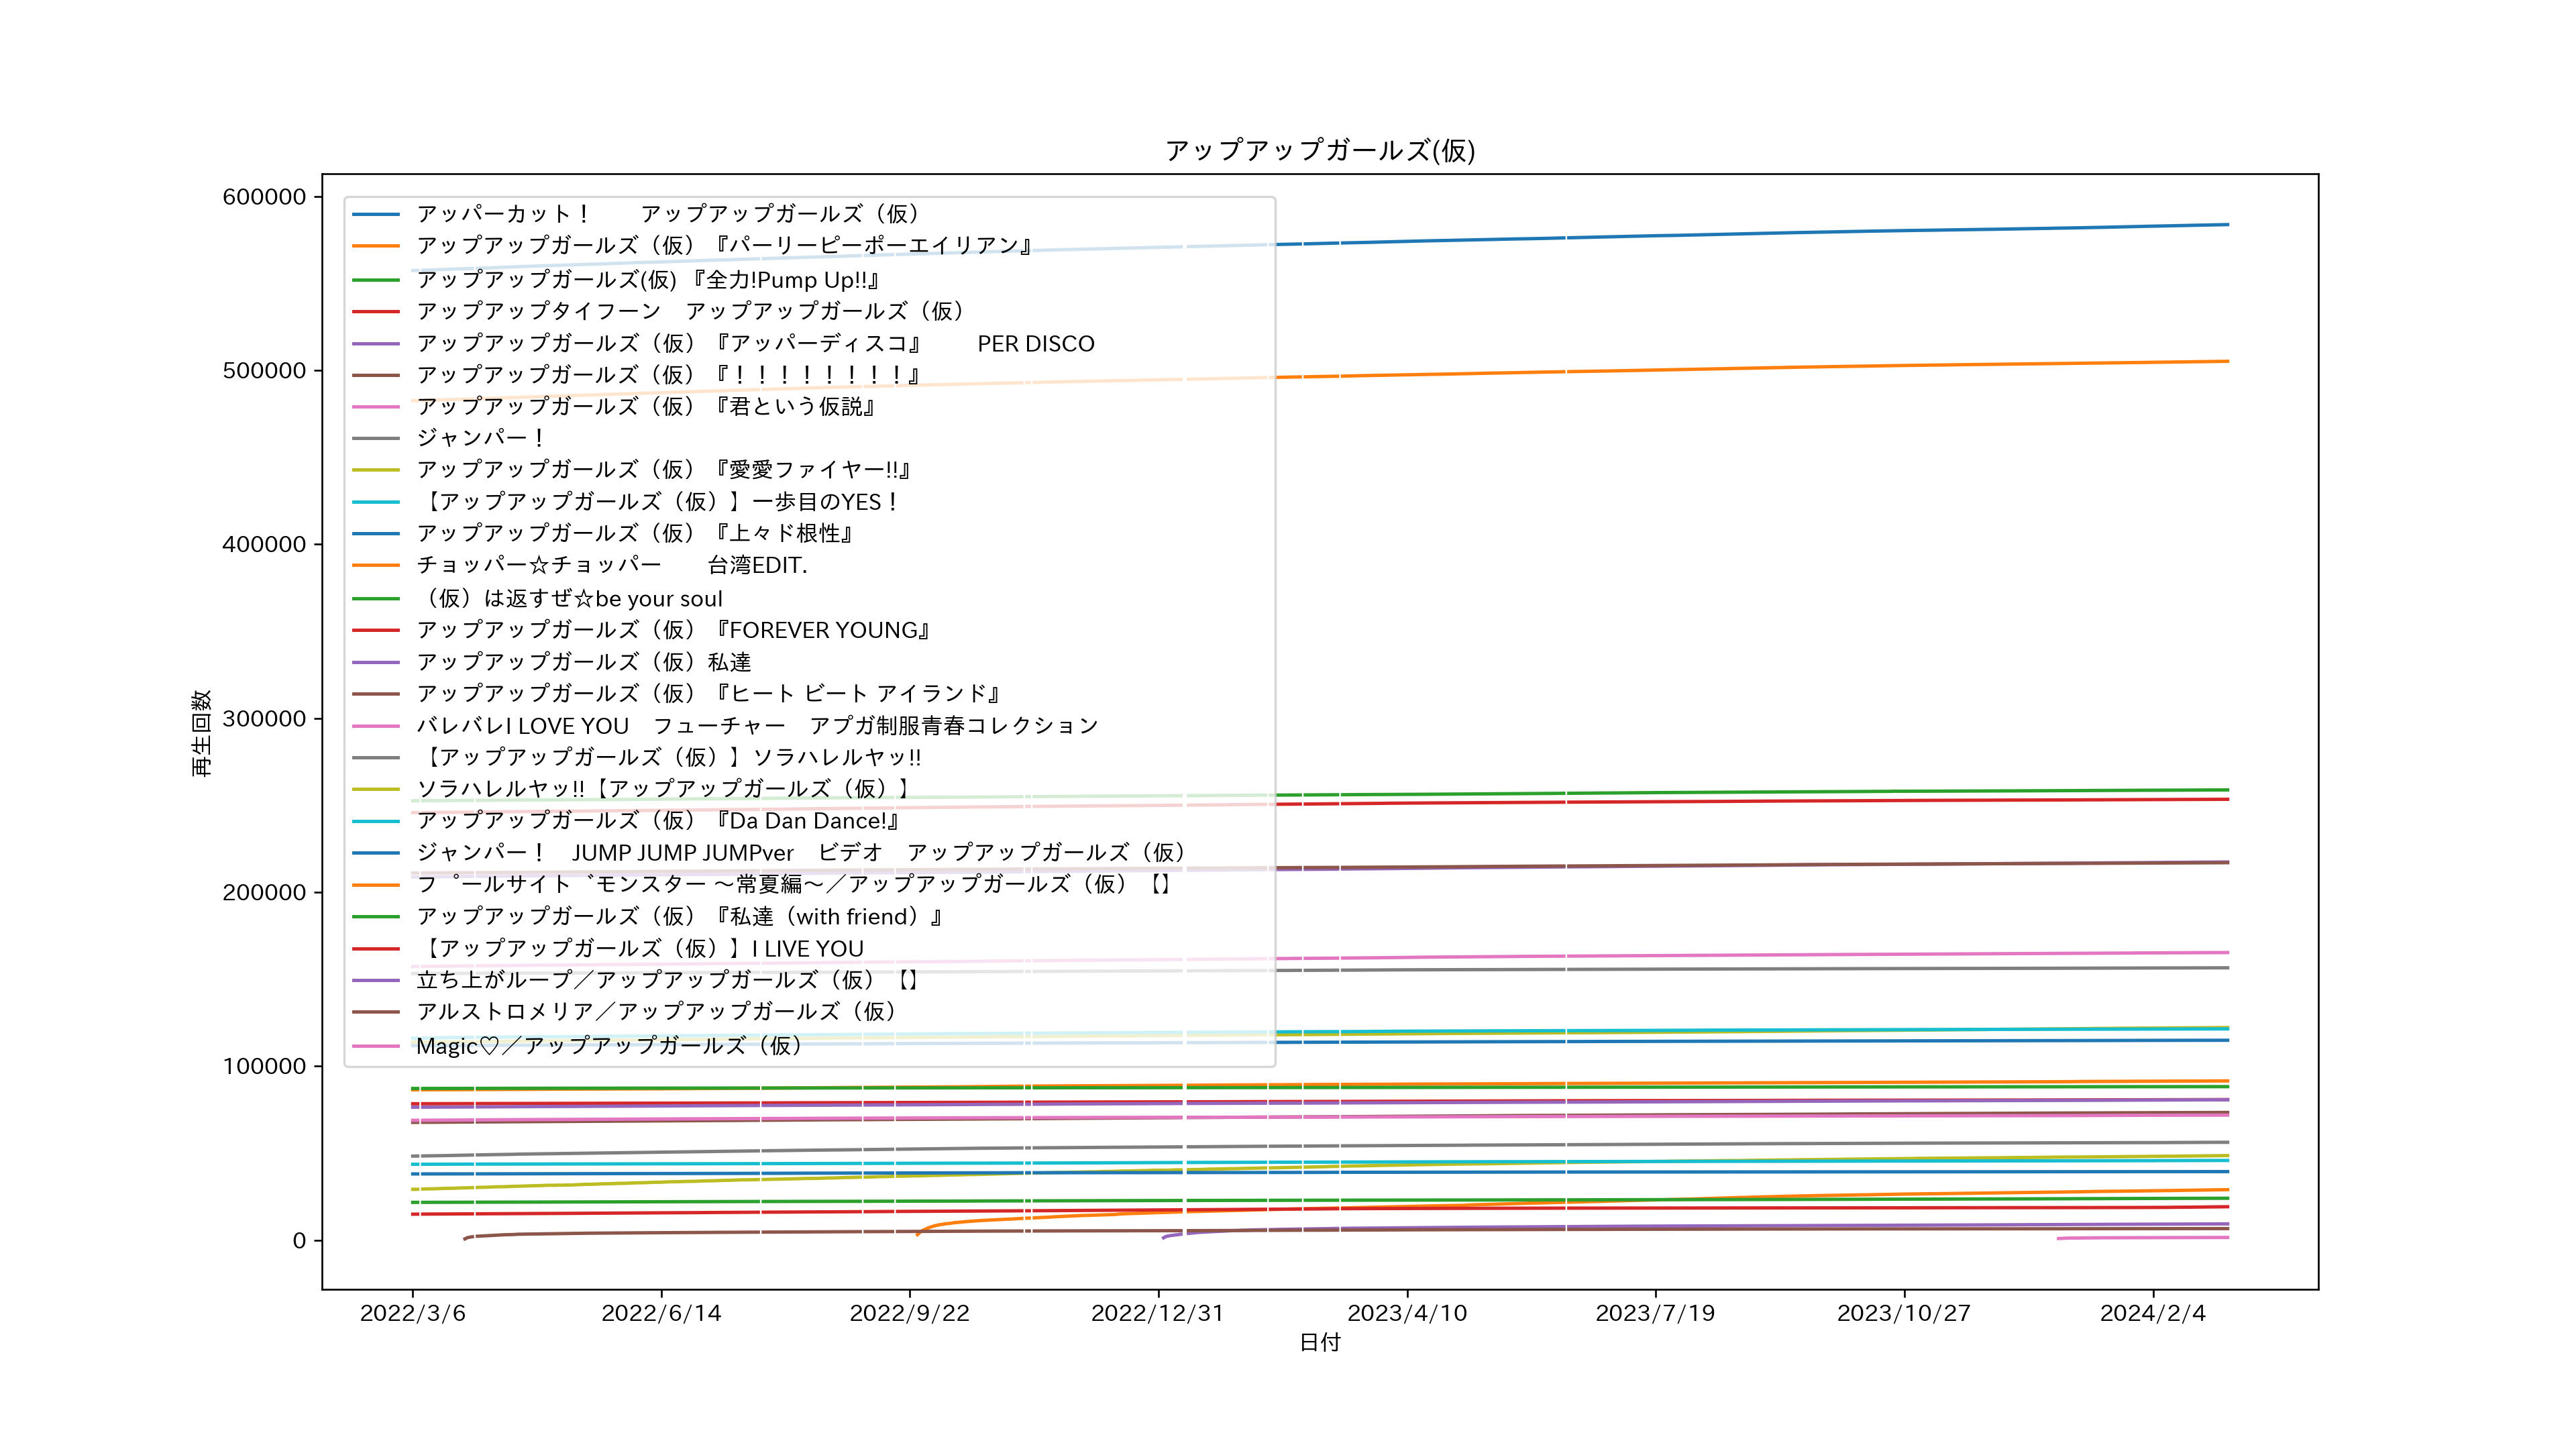 アップアップガールズ(仮)
600000
500000
400000
300000
200000
100000
0
再生回数
アッパーカット！　　アップアップガールズ（仮）
アップアップガールズ（仮）『パーリーピーポーエイリアン』
アップアップガールズ(仮) 『全力!Pump Up!!』
アップアップタイフーン　アップアップガールズ（仮）
アップアップガールズ（仮）『アッパーディスコ』　　PER DISCO
アップアップガールズ（仮）『！！！！！！！！』
アップアップガールズ（仮）『君という仮説』
ジャンパー！
アップアップガールズ（仮）『愛愛ファイヤー!!』
【アップアップガールズ（仮）】一歩目のYES！
アップアップガールズ（仮）『上々ド根性』
チョッパー☆チョッパー　　台湾EDIT.
（仮）は返すぜ☆be your soul
アップアップガールズ（仮）『FOREVER YOUNG』
アップアップガールズ（仮）私達
アップアップガールズ（仮）『ヒート ビート アイランド』
バレバレI LOVE YOU　フューチャー　アプガ制服青春コレクション
【アップアップガールズ（仮）】ソラハレルヤッ!!
ソラハレルヤッ!!【アップアップガールズ（仮）】
アップアップガールズ（仮）『Da Dan Dance!』
ジャンパー！　JUMP JUMP JUMPver　ビデオ　アップアップガールズ（仮）
フ゜ールサイト゛モンスター ～常夏編～／アップアップガールズ（仮）【】
アップアップガールズ（仮）『私達（with friend）』
【アップアップガールズ（仮）】I LIVE YOU
立ち上がループ／アップアップガールズ（仮）【】
アルストロメリア／アップアップガールズ（仮）
Magic♡／アップアップガールズ（仮）
2022/3/6 2022/6/14 2022/9/22 2022/12/31 2023/4/10 2023/7/19 2023/10/27 2024/2/4
日付